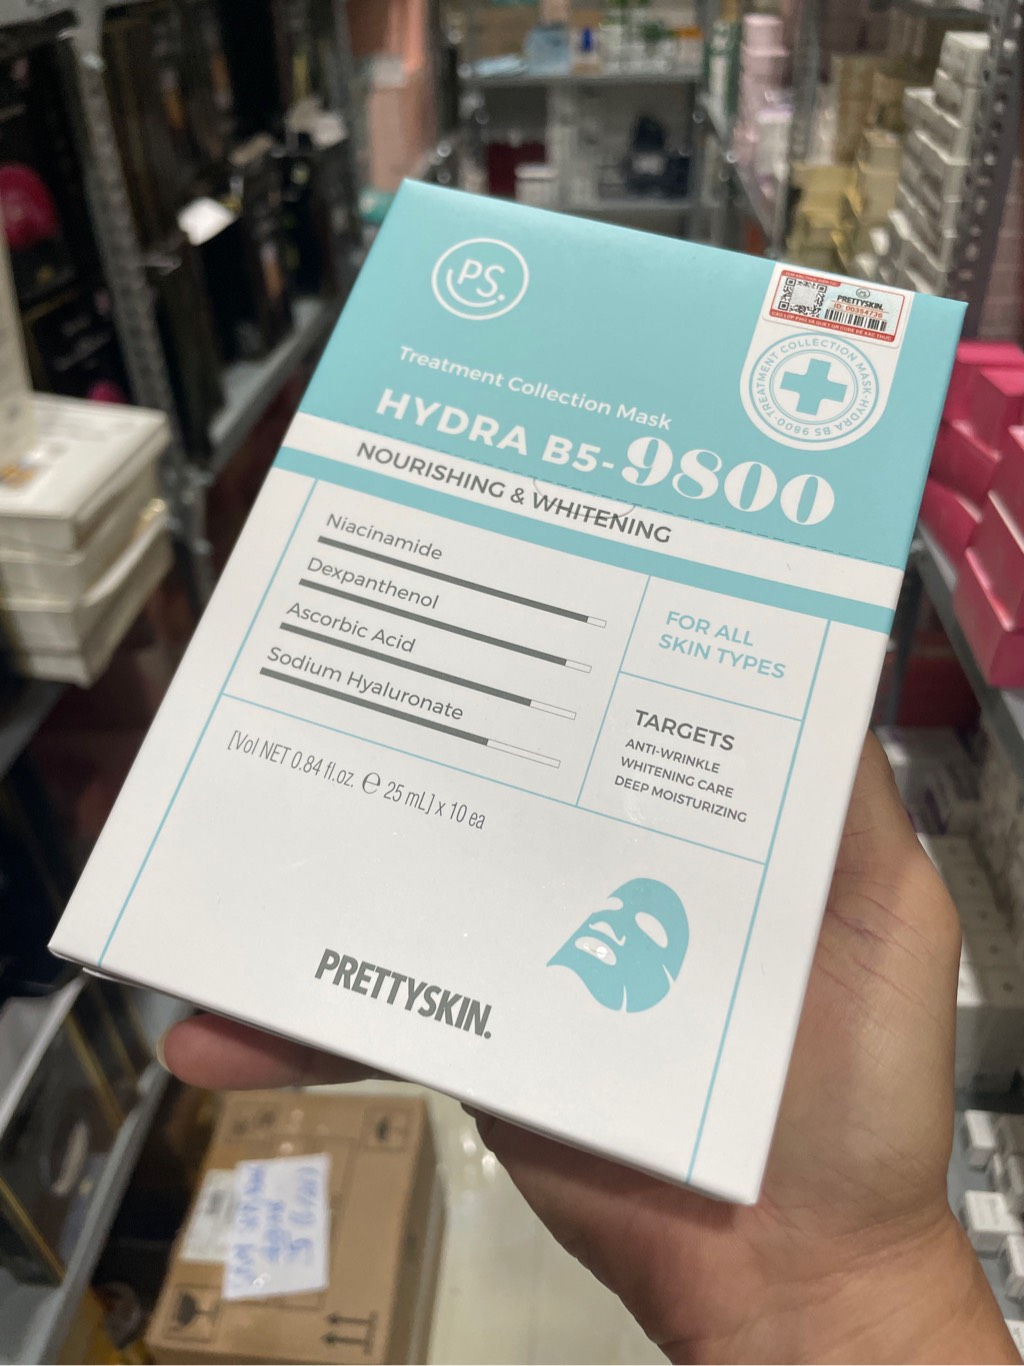 PS.
PRETTYSKIN.
ID: 00354726
TREATMENT COLLECTION MASK-HYDRA B5 9800
Treatment Collection Mask
HYDRA B5-9800
NOURISHING & WHITENING
Niacinamide
Dexpanthenol
Ascorbic Acid
Sodium Hyaluronate
FOR ALL
SKIN TYPES
TARGETS
ANTI-WRINKLE
WHITENING CARE
DEEP MOISTURIZING
[Vol NET 0.84 fl.oz. ℮ 25 mL] x 10 ea
PRETTYSKIN.